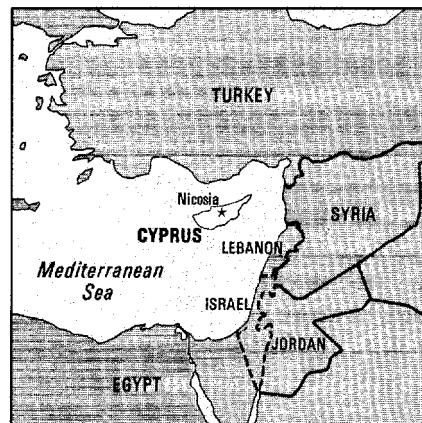 TURKEY
Nicosia
SYRIA
CYPRUS
LEBANON
Mediterranean
Sea
ISRAEL
JORDAN
EGYPT